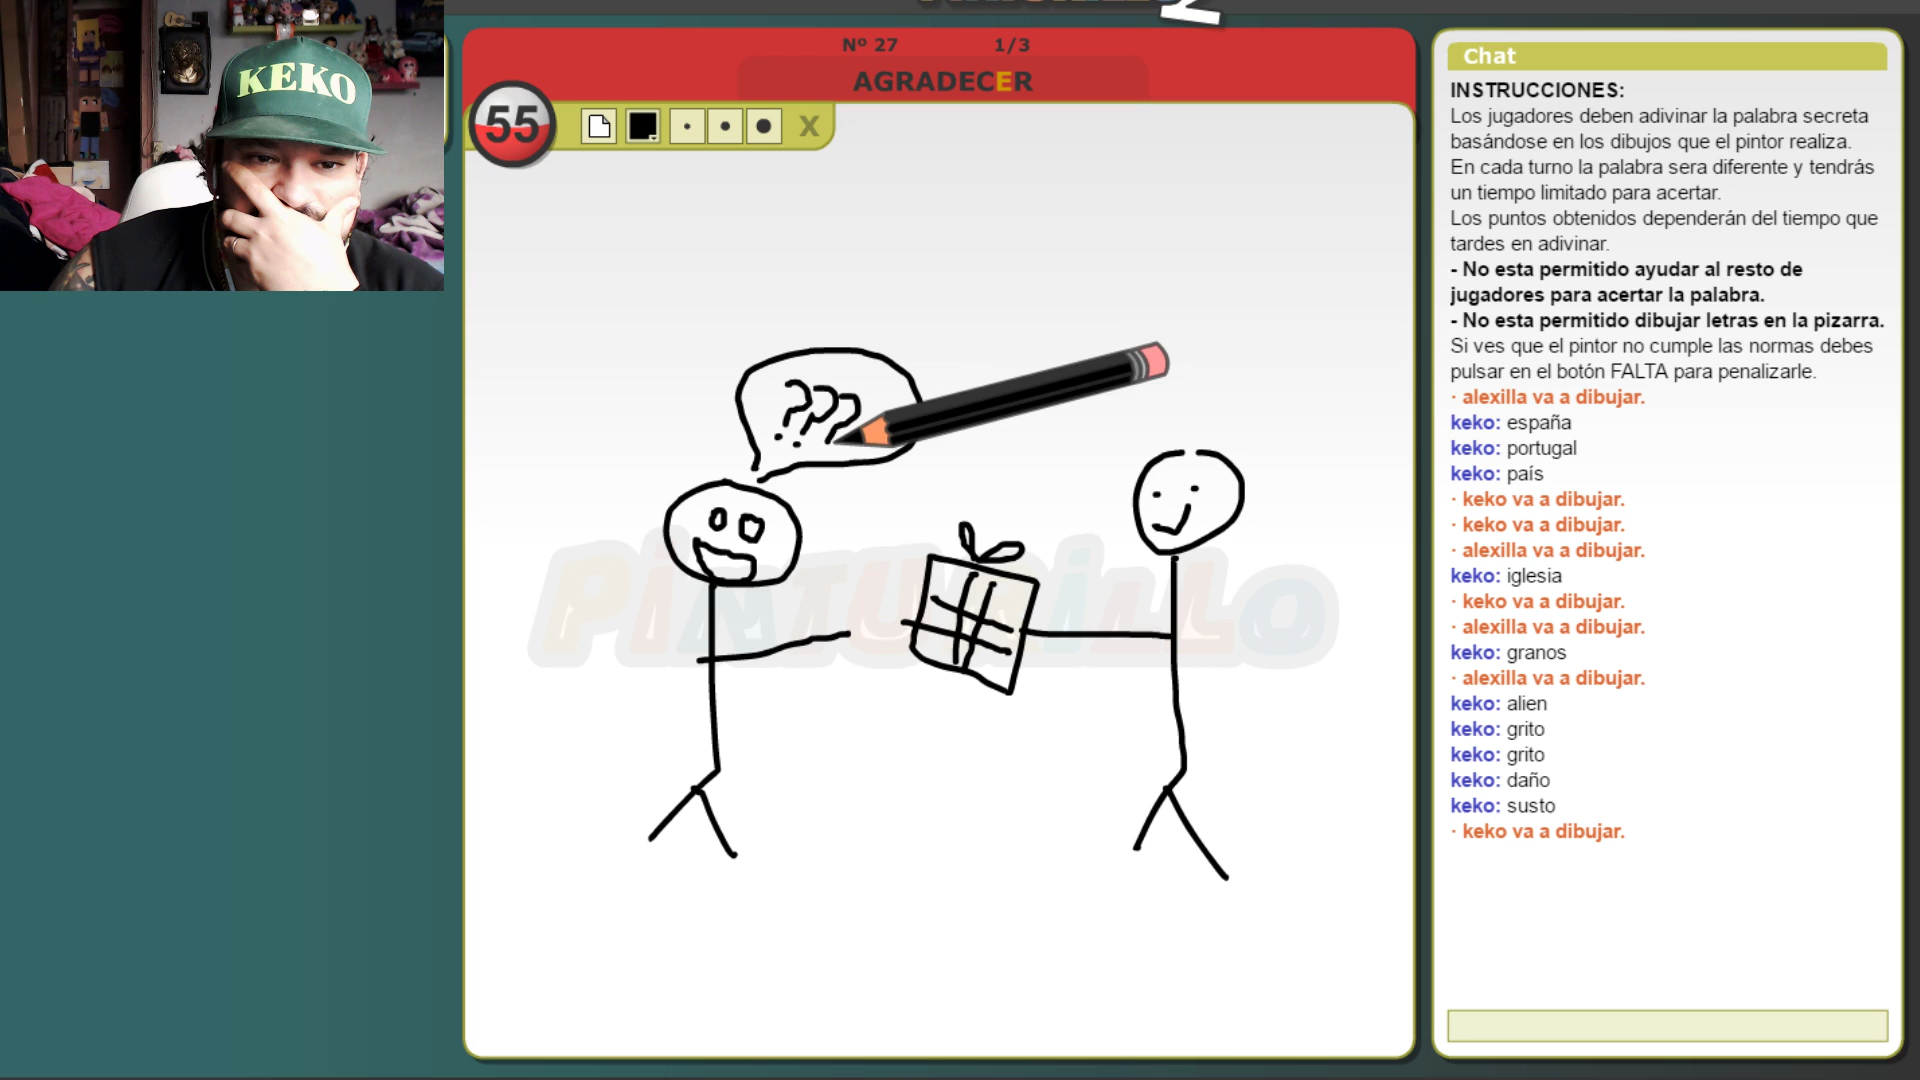 KEKO
Nº 27
1/3
AGRADECER
55
X
???
PINTURILLO
Chat
INSTRUCCIONES:
Los jugadores deben adivinar la palabra secreta
basándose en los dibujos que el pintor realiza.
En cada turno la palabra sera diferente y tendrás
un tiempo limitado para acertar.
Los puntos obtenidos dependerán del tiempo que
tardes en adivinar.
- No esta permitido ayudar al resto de
jugadores para acertar la palabra.
- No esta permitido dibujar letras en la pizarra.
Si ves que el pintor no cumple las normas debes
pulsar en el botón FALTA para penalizarle.
· alexilla va a dibujar.
keko: españa
keko: portugal
keko: país
· keko va a dibujar.
· keko va a dibujar.
· alexilla va a dibujar.
keko: iglesia
· keko va a dibujar.
· alexilla va a dibujar.
keko: granos
· alexilla va a dibujar.
keko: alien
keko: grito
keko: grito
keko: daño
keko: susto
· keko va a dibujar.